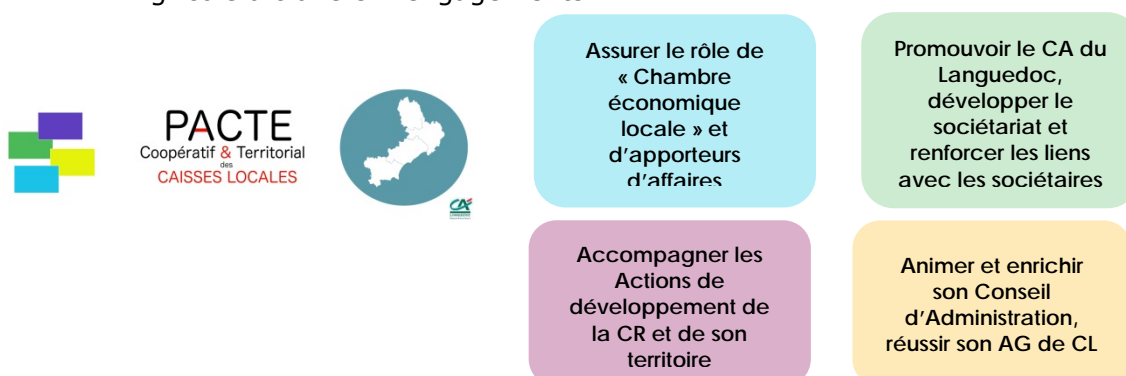 PACTE
Coopératif & Territorial
des
CAISSES LOCALES
CA
Assurer le rôle de
« Chambre
économique
locale » et
d'apporteurs
d'affaires
Promouvoir le CA du
Languedoc,
développer le
sociétariat et
renforcer les liens
avec les sociétaires
Accompagner les
Actions de
développement de
la CR et de son
territoire
Animer et enrichir
son Conseil
d'Administration,
réussir son AG de CL